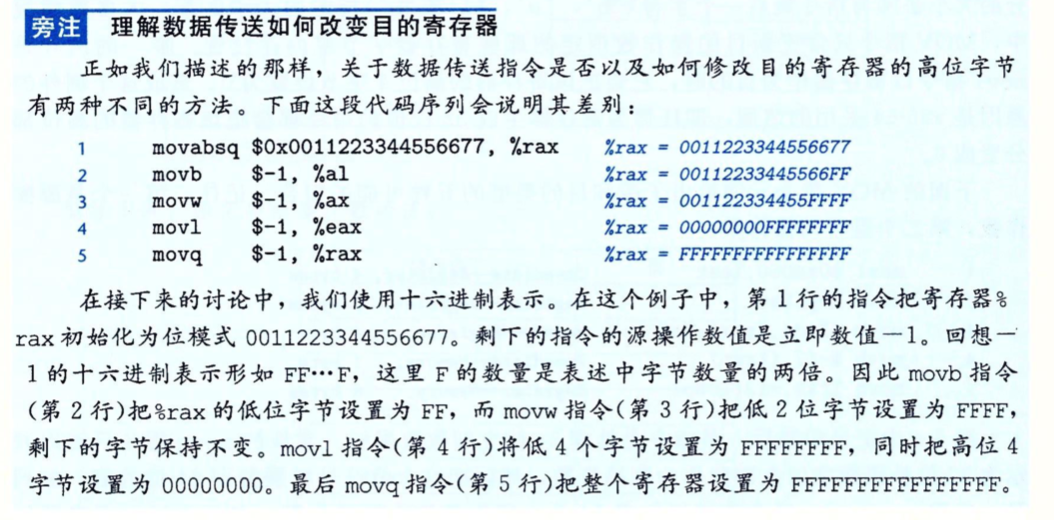 旁注 理解数据传送如何改变目的寄存器
正如我们描述的那样，关于数据传送指令是否以及如何修改目的寄存器的高位字节
有两种不同的方法。下面这段代码序列会说明其差别：
1 movabsq $0x0011223344556677, %rax %rax = 0011223344556677
2 movb $-1, %al %rax = 00112233445566FF
3 movw $-1, %ax %rax = 001122334455FFFF
4 movl $-1, %eax %rax = 00000000FFFFFFFF
5 movq $-1, %rax %rax = FFFFFFFFFFFFFFFF
在接下来的讨论中，我们使用十六进制表示。在这个例子中，第 1 行的指令把寄存器%
rax 初始化为位模式 0011223344556677。剩下的指令的源操作数值是立即数值－1。回想－
1 的十六进制表示形如 FF…F，这里 F 的数量是表述中字节数量的两倍。因此 movb 指令
(第 2 行)把%rax 的低位字节设置为 FF，而 movw 指令(第 3 行)把低 2 位字节设置为 FFFF，
剩下的字节保持不变。movl 指令(第 4 行)将低 4 个字节设置为 FFFFFFFF，同时把高位 4
字节设置为 00000000。最后 movq 指令(第 5 行)把整个寄存器设置为 FFFFFFFFFFFFFFFF。